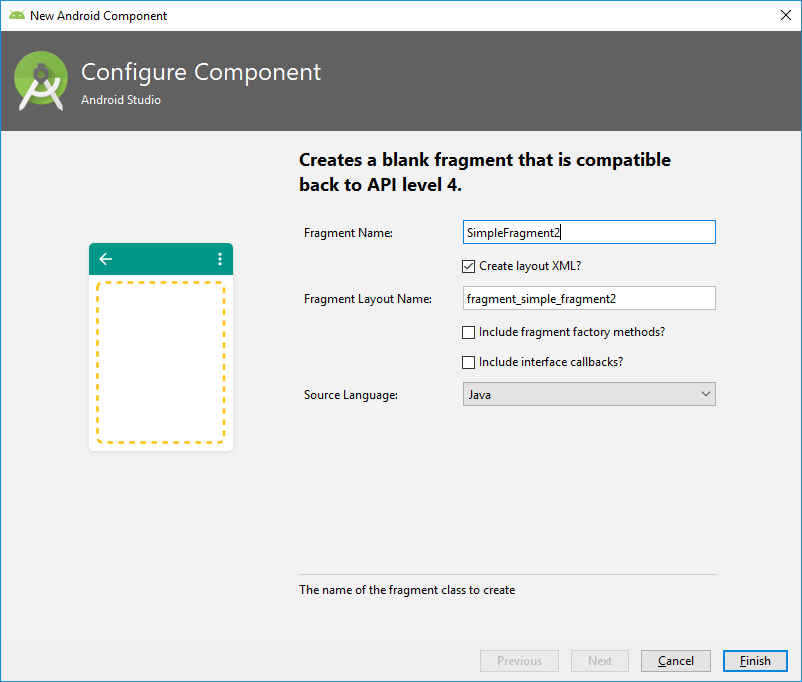 New Android Component
Configure Component
Android Studio
Creates a blank fragment that is compatible
back to API level 4.
Fragment Name:
SimpleFragment2
Create layout XML?
Fragment Layout Name:
fragment_simple_fragment2
Include fragment factory methods?
Include interface callbacks?
Source Language:
Java
The name of the fragment class to create
Previous
Next
Cancel
Finish